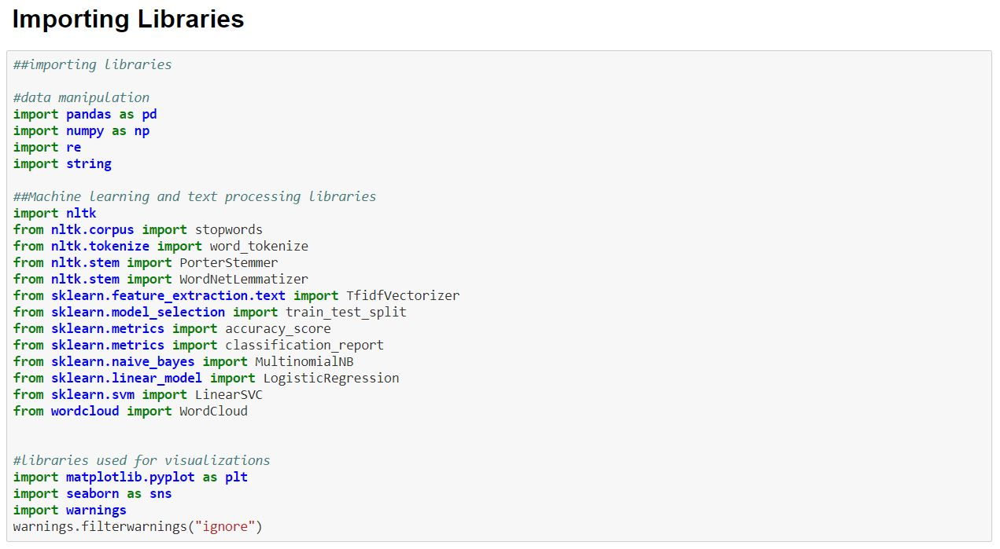 Importing Libraries
##importing libraries
#data manipulation
import pandas as pd
import numpy as np
import re
import string
##Machine learning and text processing libraries
import nltk
from nltk.corpus import stopwords
from nltk.tokenize import word_tokenize
from nltk.stem import PorterStemmer
from nltk.stem import WordNetLemmatizer
from sklearn.feature_extraction.text import TfidfVectorizer
from sklearn.model_selection import train_test_split
from sklearn.metrics import accuracy_score
from sklearn.metrics import classification_report
from sklearn.naive_bayes import MultinomialNB
from sklearn.linear_model import LogisticRegression
from sklearn.svm import LinearSVC
from wordcloud import WordCloud
#libraries used for visualizations
import matplotlib.pyplot as plt
import seaborn as sns
import warnings
warnings.filterwarnings("ignore")